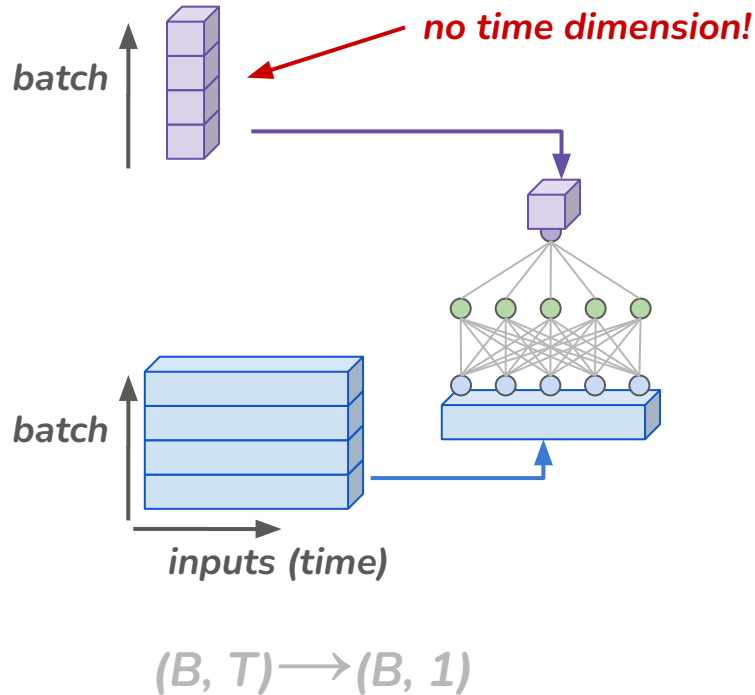 no time dimension!
batch
batch
inputs (time)
(B, T)⟶(B, 1)